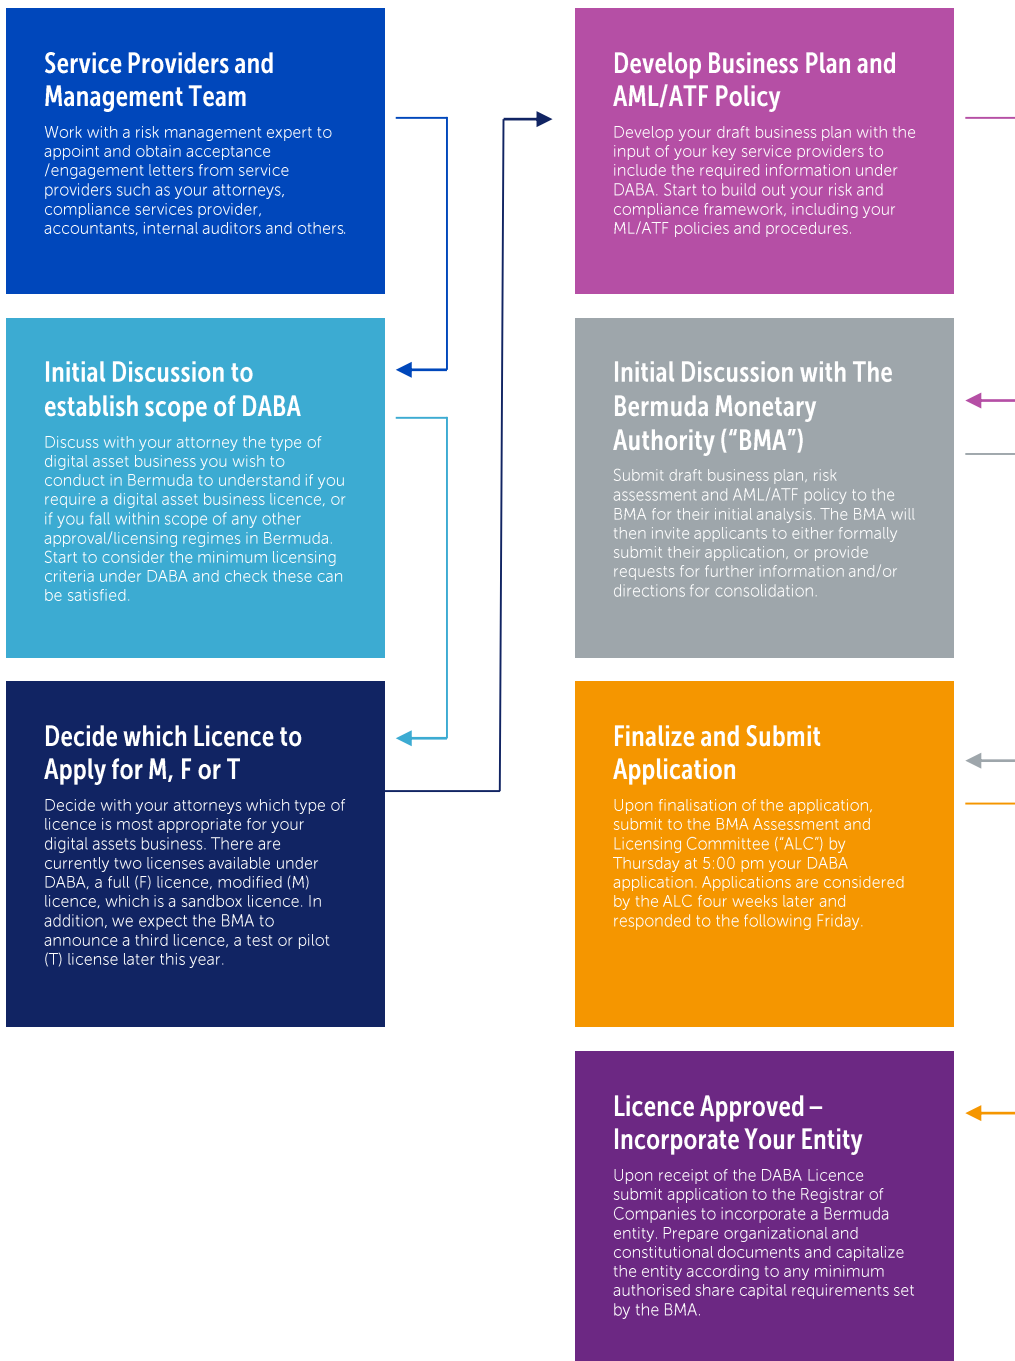 Service Providers and
Management Team
Work with a risk management expert to
appoint and obtain acceptance
/engagement letters from service
providers such as your attorneys,
compliance services provider,
accountants, internal auditors and others.
Initial Discussion to
establish scope of DABA
Discuss with your attorney the type of
digital asset business you wish to
conduct in Bermuda to understand if you
require a digital asset business licence, or
if you fall within scope of any other
approval/licensing regimes in Bermuda.
Start to consider the minimum licensing
criteria under DABA and check these can
be satisfied.
Decide which Licence to
Apply for M, F or T
Decide with your attorneys which type of
licence is most appropriate for your
digital assets business. There are
currently two licenses available under
DABA, a full (F) licence, modified (M)
licence, which is a sandbox licence. In
addition, we expect the BMA to
announce a third licence, a test or pilot
(T) license later this year.
Develop Business Plan and
AML/ATF Policy
Develop your draft business plan with the
input of your key service providers to
include the required information under
DABA. Start to build out your risk and
compliance framework, including your
ML/ATF policies and procedures.
Initial Discussion with The
Bermuda Monetary
Authority (“BMA”)
Submit draft business plan, risk
assessment and AML/ATF policy to the
BMA for their initial analysis. The BMA will
then invite applicants to either formally
submit their application, or provide
requests for further information and/or
directions for consolidation.
Finalize and Submit
Application
Upon finalisation of the application,
submit to the BMA Assessment and
Licensing Committee (“ALC”) by
Thursday at 5:00 pm your DABA
application. Applications are considered
by the ALC four weeks later and
responded to the following Friday.
Licence Approved –
Incorporate Your Entity
Upon receipt of the DABA Licence
submit application to the Registrar of
Companies to incorporate a Bermuda
entity. Prepare organizational and
constitutional documents and capitalize
the entity according to any minimum
authorised share capital requirements set
by the BMA.